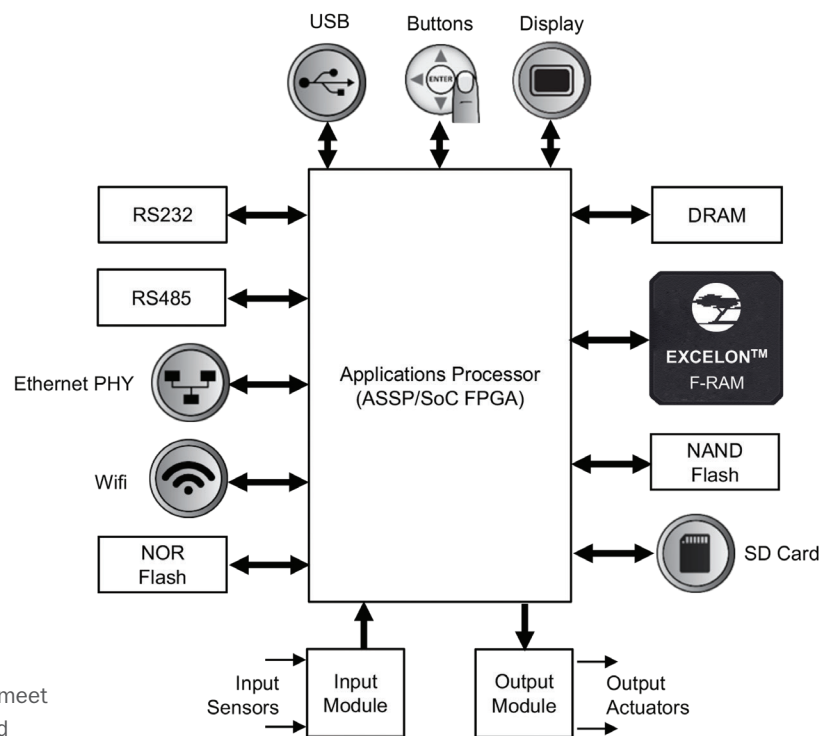 USB
Buttons
Display
ENTER
RS232
DRAM
RS485
EXCELON™
F-RAM
Ethernet PHY
Applications Processor
(ASSP/SoC FPGA)
NAND
Flash
Wifi
NOR
Flash
SD Card
Input
Sensors
Input
Module
Output
Module
Output
Actuators
meet
d